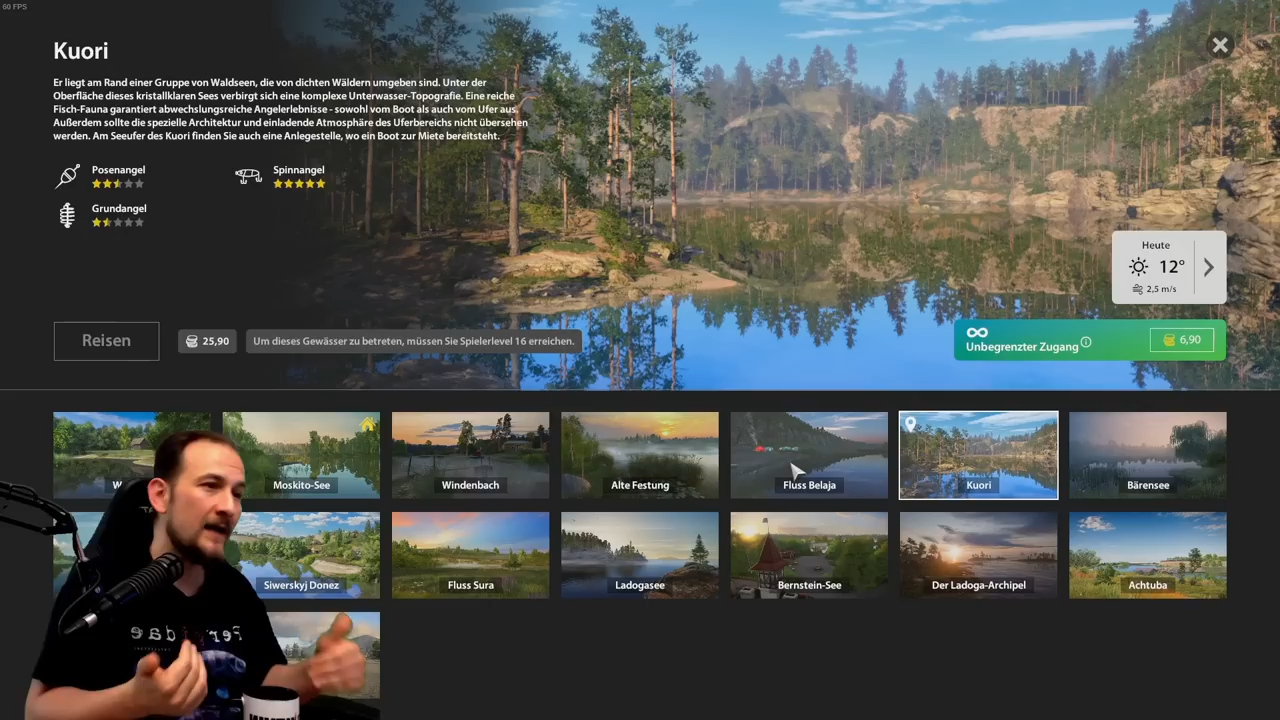 60 FPS
Kuori
Er liegt am Rand einer Gruppe von Waldseen, die von dichten Wäldern umgeben sind. Unter der
Oberfläche dieses kristallklaren Sees verbirgt sich eine komplexe Unterwasser-Topografie. Eine reiche
Fisch-Fauna garantiert abwechslungsreiche Angelerlebnisse - sowohl vom Boot als auch vom Ufer aus.
Außerdem sollte die spezielle Architektur und einladende Atmosphäre des Uferbereichs nicht übersehen
werden. Am Seeufer des Kuori finden Sie auch eine Anlegestelle, wo ein Boot zur Miete bereitsteht.
Posenangel
Spinnangel
Grundangel
Heute
12°
2,5 m/s
Reisen
25,90
Um dieses Gewässer zu betreten, müssen Sie Spielerlevel 16 erreichen.
Unbegrenzter Zugang
6,90
Moskito-See
Windenbach
Alte Festung
Fluss Belaja
Kuori
Bärensee
Siwerskyj Donez
Fluss Sura
Ladogasee
Bernstein-See
Der Ladoga-Archipel
Achtuba